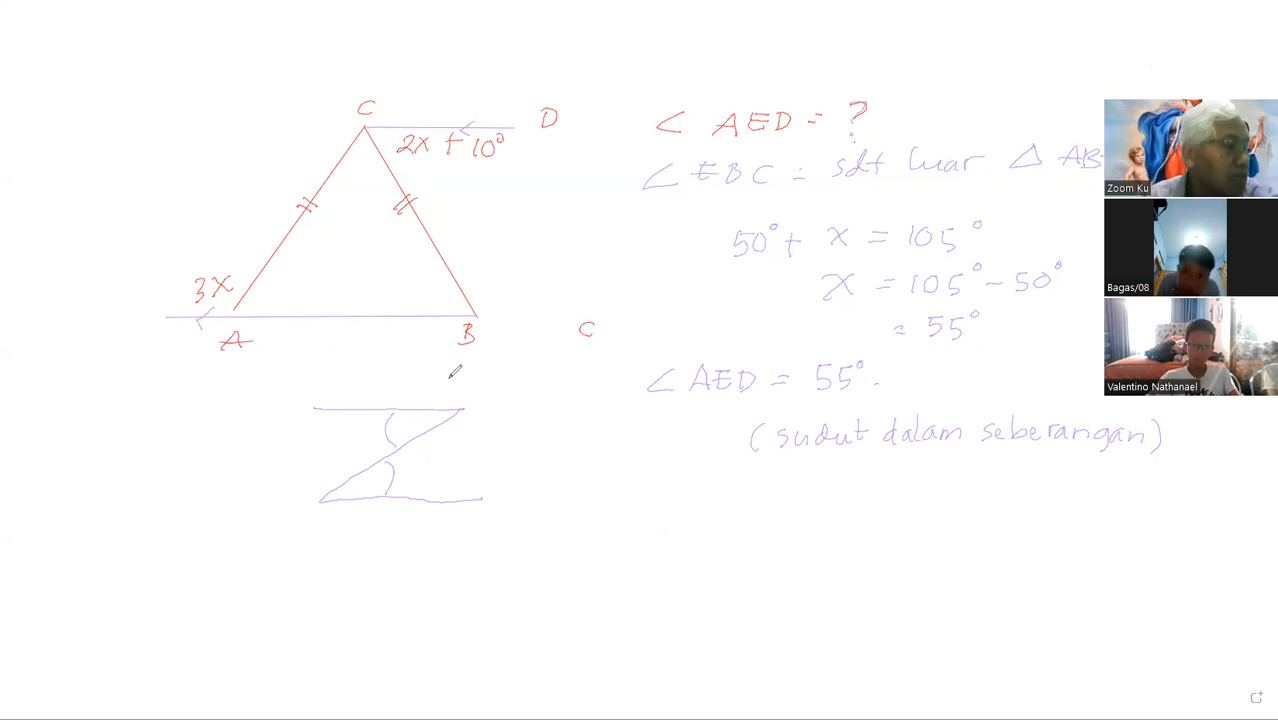 C
D
2x + 10°
3x
A
B
C
∠ AED = ?
∠ EBC = sdt luar △ AB
50° + x = 105°
x = 105° - 50°
= 55°
∠ AED = 55°.
(sudut dalam seberangan)
Zoom Ku
Bagas/08
Valentino Nathanael